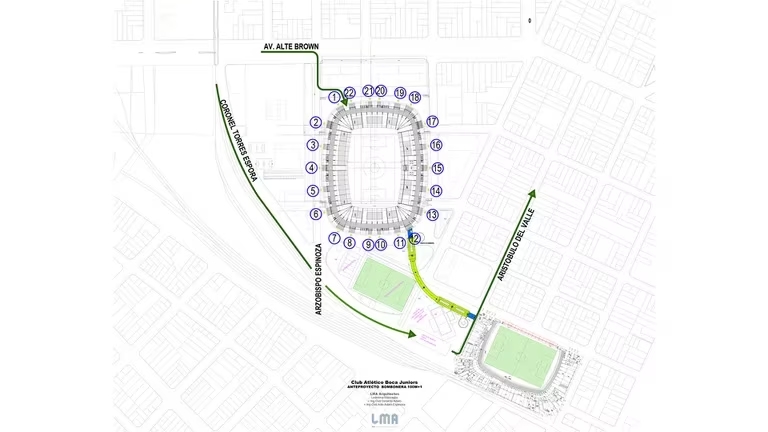 AV. ALTE BROWN
CORONEL TORRES ESPORA
ARZOBISPO ESPINOZA
ARISTOBULO DEL VALLE
1
22
21
20
19
18
2
17
3
16
4
15
5
14
6
13
7
8
9
10
11
12
Club Atlético Boca Juniors
ANTEPROYECTO BOMBONERA
LMA Arquitectos
LMA